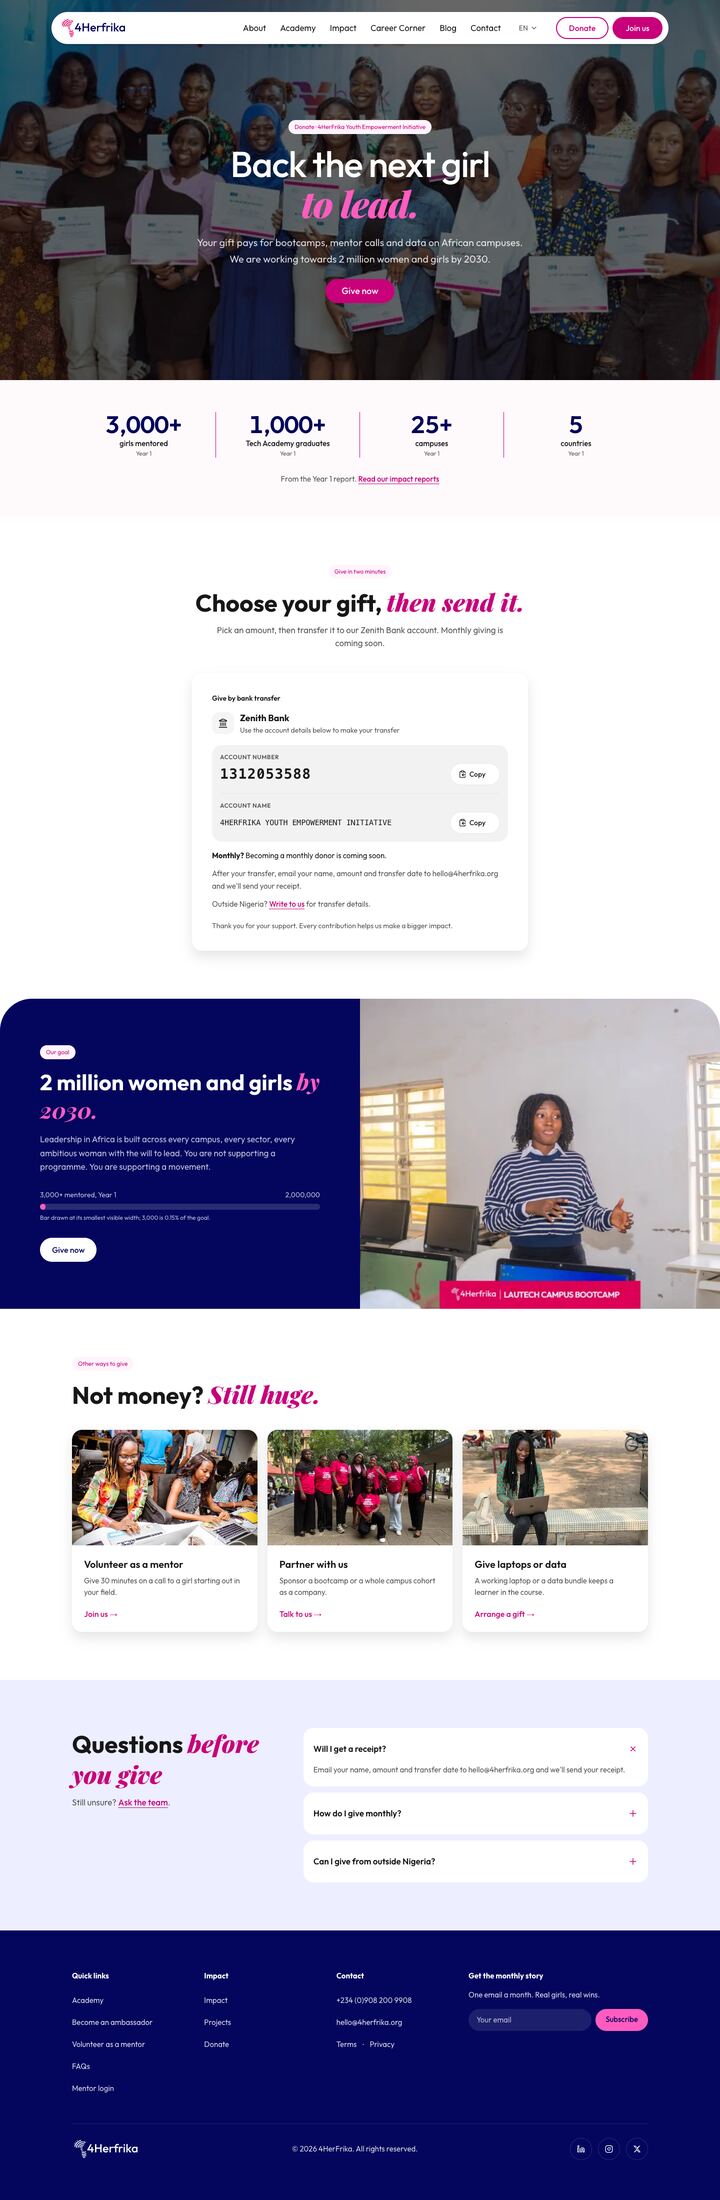 4Herfrika
About
Academy
Impact
Career Corner
Blog
Contact
EN
Donate
Join us
Donate · 4HerFrika Youth Empowerment Initiative
Back the next girl
to lead.
Your gift pays for bootcamps, mentor calls and data on African campuses.
We are working towards 2 million women and girls by 2030.
Give now
3,000+
girls mentored
Year 1
1,000+
Tech Academy graduates
Year 1
25+
campuses
Year 1
5
countries
Year 1
From the Year 1 report. Read our impact reports
Give in two minutes
Choose your gift, then send it.
Pick an amount, then transfer it to our Zenith Bank account. Monthly giving is
coming soon.
Give by bank transfer
Zenith Bank
Use the account details below to make your transfer
ACCOUNT NUMBER
1312053588
Copy
ACCOUNT NAME
4HERFRIKA YOUTH EMPOWERMENT INITIATIVE
Copy
Monthly? Becoming a monthly donor is coming soon.
After your transfer, email your name, amount and transfer date to hello@4herfrika.org
and we'll send your receipt.
Outside Nigeria? Write to us for transfer details.
Thank you for your support. Every contribution helps us make a bigger impact.
Our goal
2 million women and girls by
2030.
Leadership in Africa is built across every campus, every sector, every
ambitious woman with the will to lead. You are not supporting a
programme. You are supporting a movement.
3,000+ mentored, Year 1
2,000,000
Bar drawn at its smallest visible width; 3,000 is 0.15% of the goal.
Give now
4Herfrika | LAUTECH CAMPUS BOOTCAMP
Other ways to give
Not money? Still huge.
Volunteer as a mentor
Give 30 minutes on a call to a girl starting out in
your field.
Join us →
Partner with us
Sponsor a bootcamp or a whole campus cohort
as a company.
Talk to us →
Give laptops or data
A working laptop or a data bundle keeps a
learner in the course.
Arrange a gift →
Questions before
you give
Still unsure? Ask the team.
Will I get a receipt?
Email your name, amount and transfer date to hello@4herfrika.org and we'll send your receipt.
How do I give monthly?
Can I give from outside Nigeria?
Quick links
Academy
Become an ambassador
Volunteer as a mentor
FAQs
Mentor login
Impact
Impact
Projects
Donate
Contact
+234 (0)908 200 9908
hello@4herfrika.org
Terms · Privacy
Get the monthly story
One email a month. Real girls, real wins.
Your email
Subscribe
4Herfrika
© 2026 4HerFrika. All rights reserved.